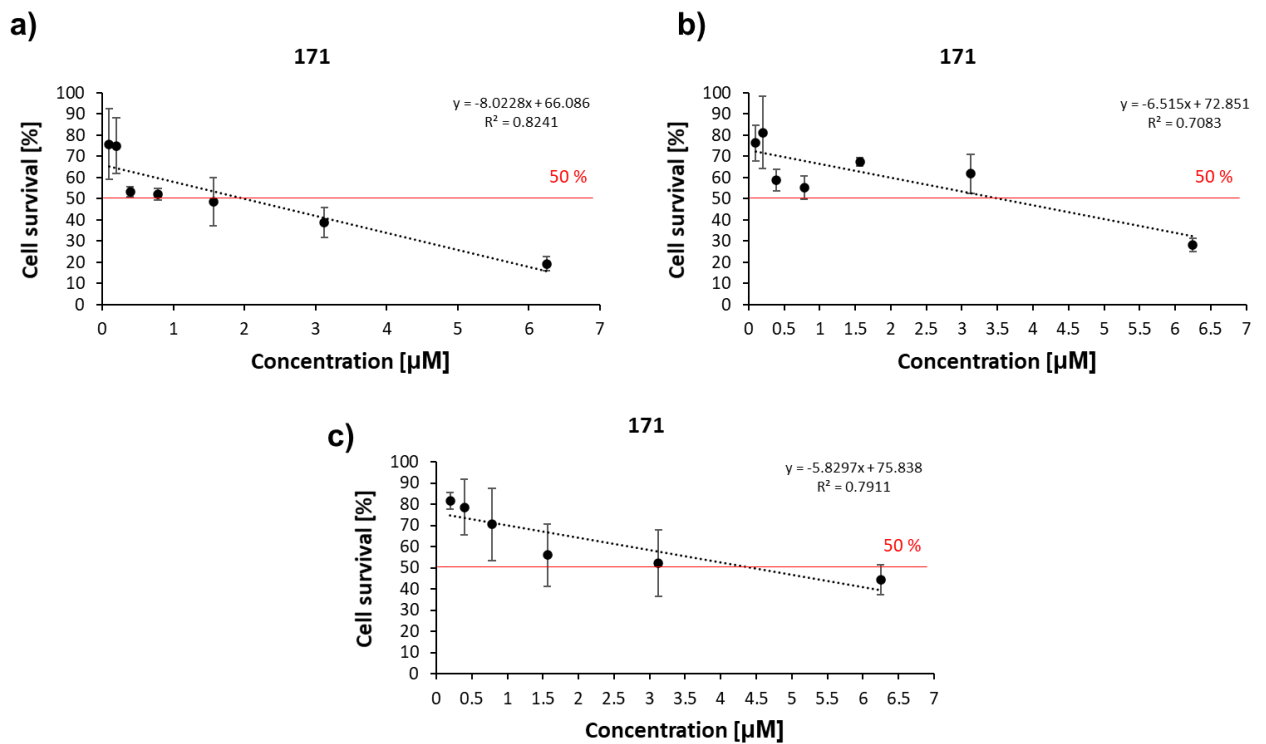 a)
171
y = -8.0228x + 66.086
R² = 0.8241
50 %
Cell survival [%]
100
90
80
70
60
50
40
30
20
10
0
0 1 2 3 4 5 6 7
Concentration [µM]
b)
171
y = -6.515x + 72.851
R² = 0.7083
50 %
Cell survival [%]
100
90
80
70
60
50
40
30
20
10
0
0 0.5 1 1.5 2 2.5 3 3.5 4 4.5 5 5.5 6 6.5 7
Concentration [µM]
c)
171
y = -5.8297x + 75.838
R² = 0.7911
50 %
Cell survival [%]
100
90
80
70
60
50
40
30
20
10
0
0 0.5 1 1.5 2 2.5 3 3.5 4 4.5 5 5.5 6 6.5 7
Concentration [µM]